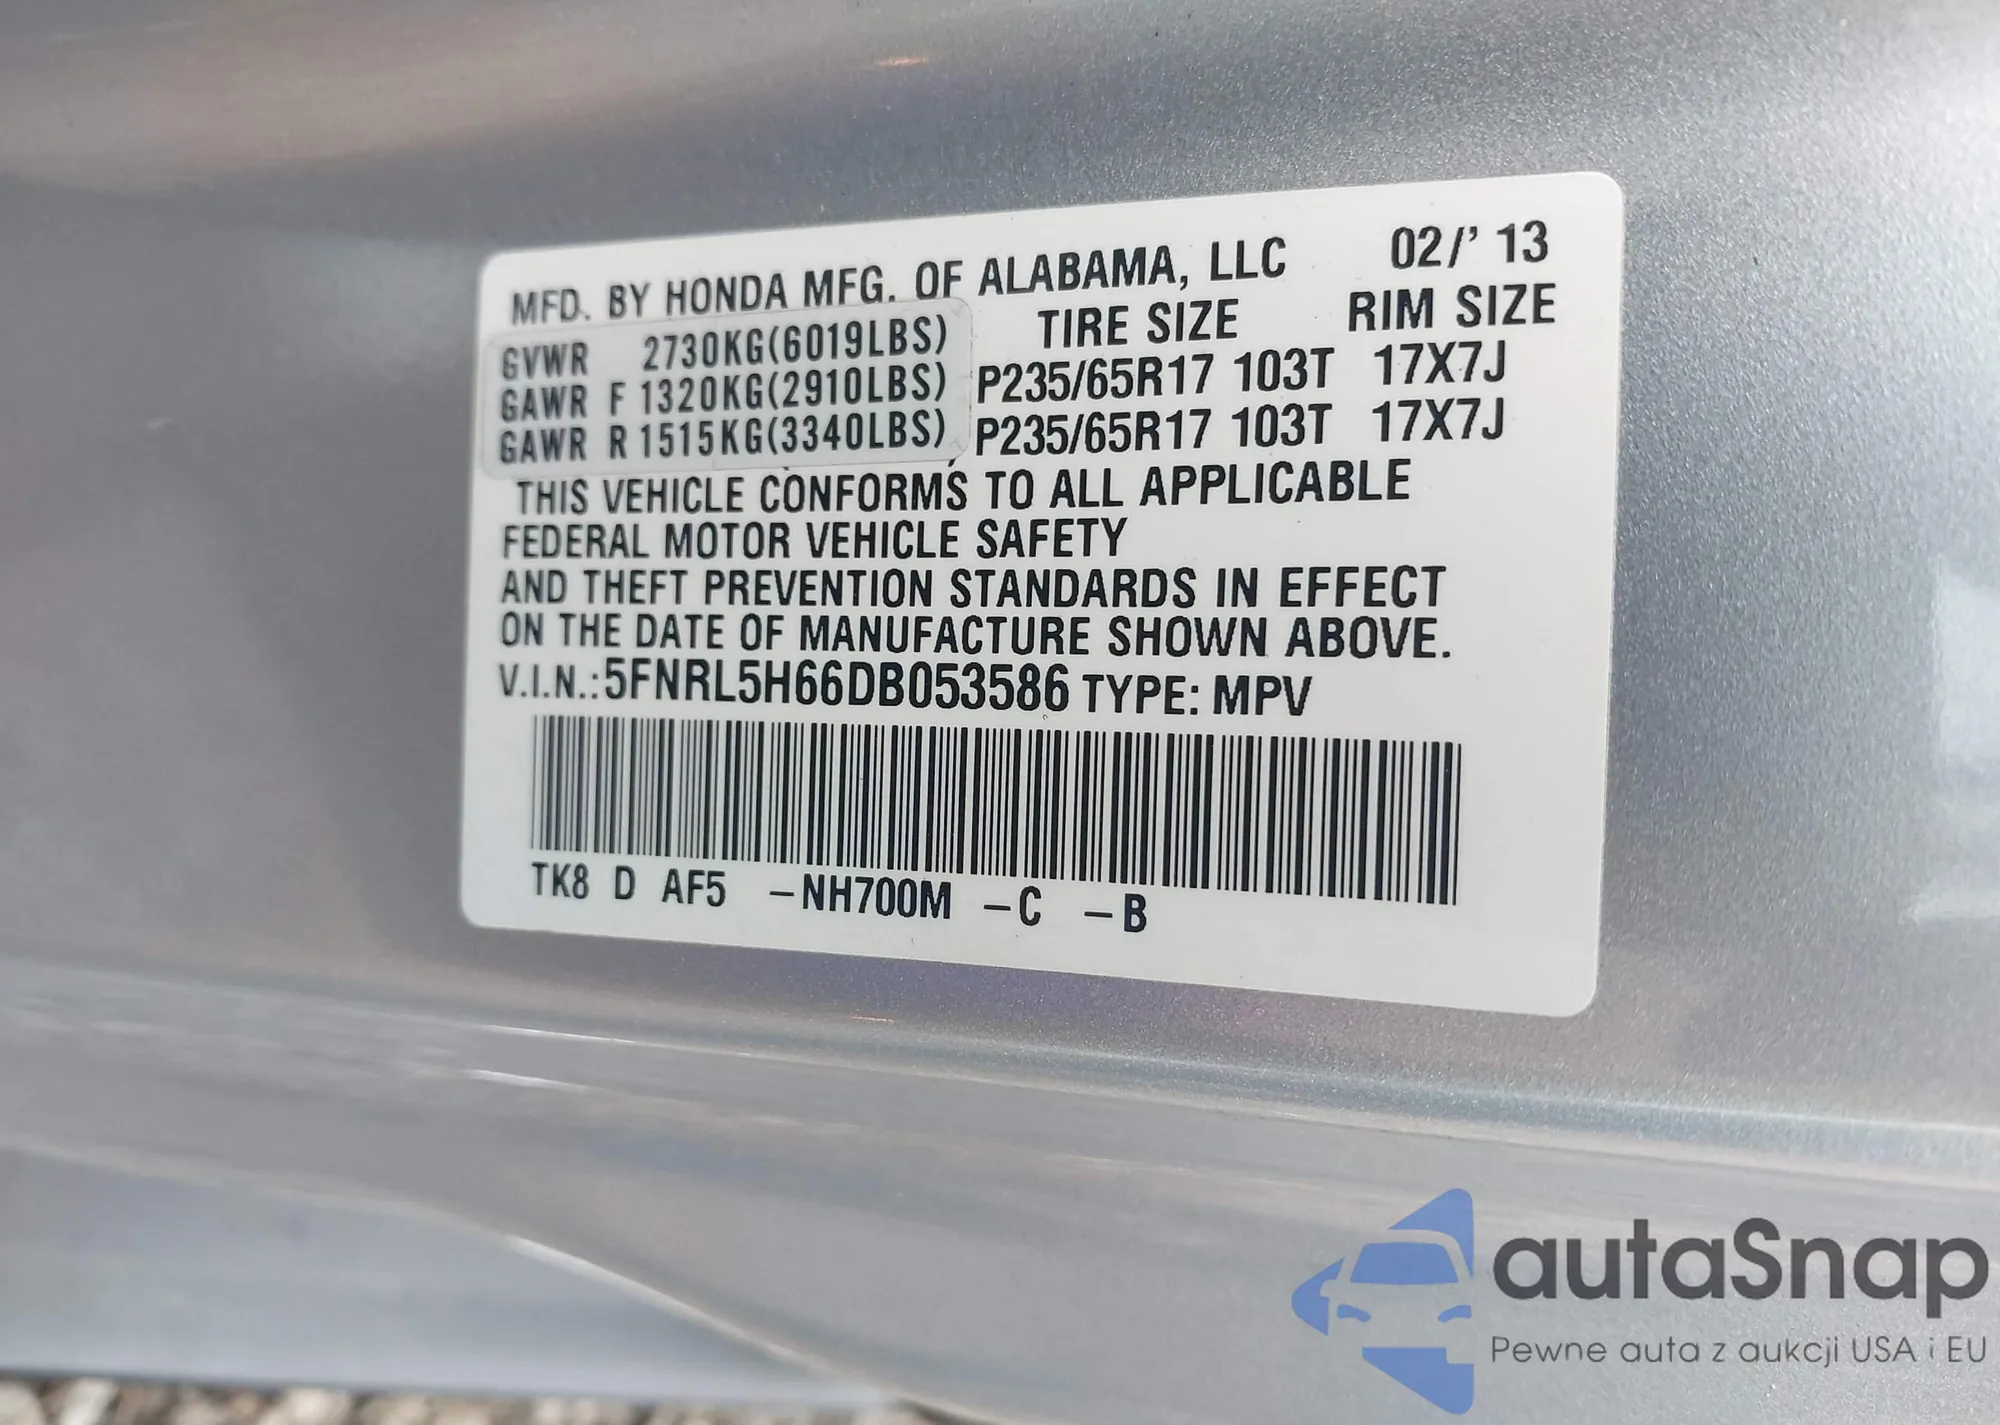 MFD. BY HONDA MFG. OF ALABAMA, LLC 02/' 13
TIRE SIZE RIM SIZE
GVWR 2730KG(6019LBS)
GAWR F 1320KG(2910LBS) P235/65R17 103T 17X7J
GAWR R 1515KG(3340LBS) P235/65R17 103T 17X7J
THIS VEHICLE CONFORMS TO ALL APPLICABLE
FEDERAL MOTOR VEHICLE SAFETY
AND THEFT PREVENTION STANDARDS IN EFFECT
ON THE DATE OF MANUFACTURE SHOWN ABOVE.
V.I.N.:5FNRL5H66DB053586 TYPE: MPV
TK8 D AF5 -NH700M -C -B
autaSnap
Pewne auta z aukcji USA i EU